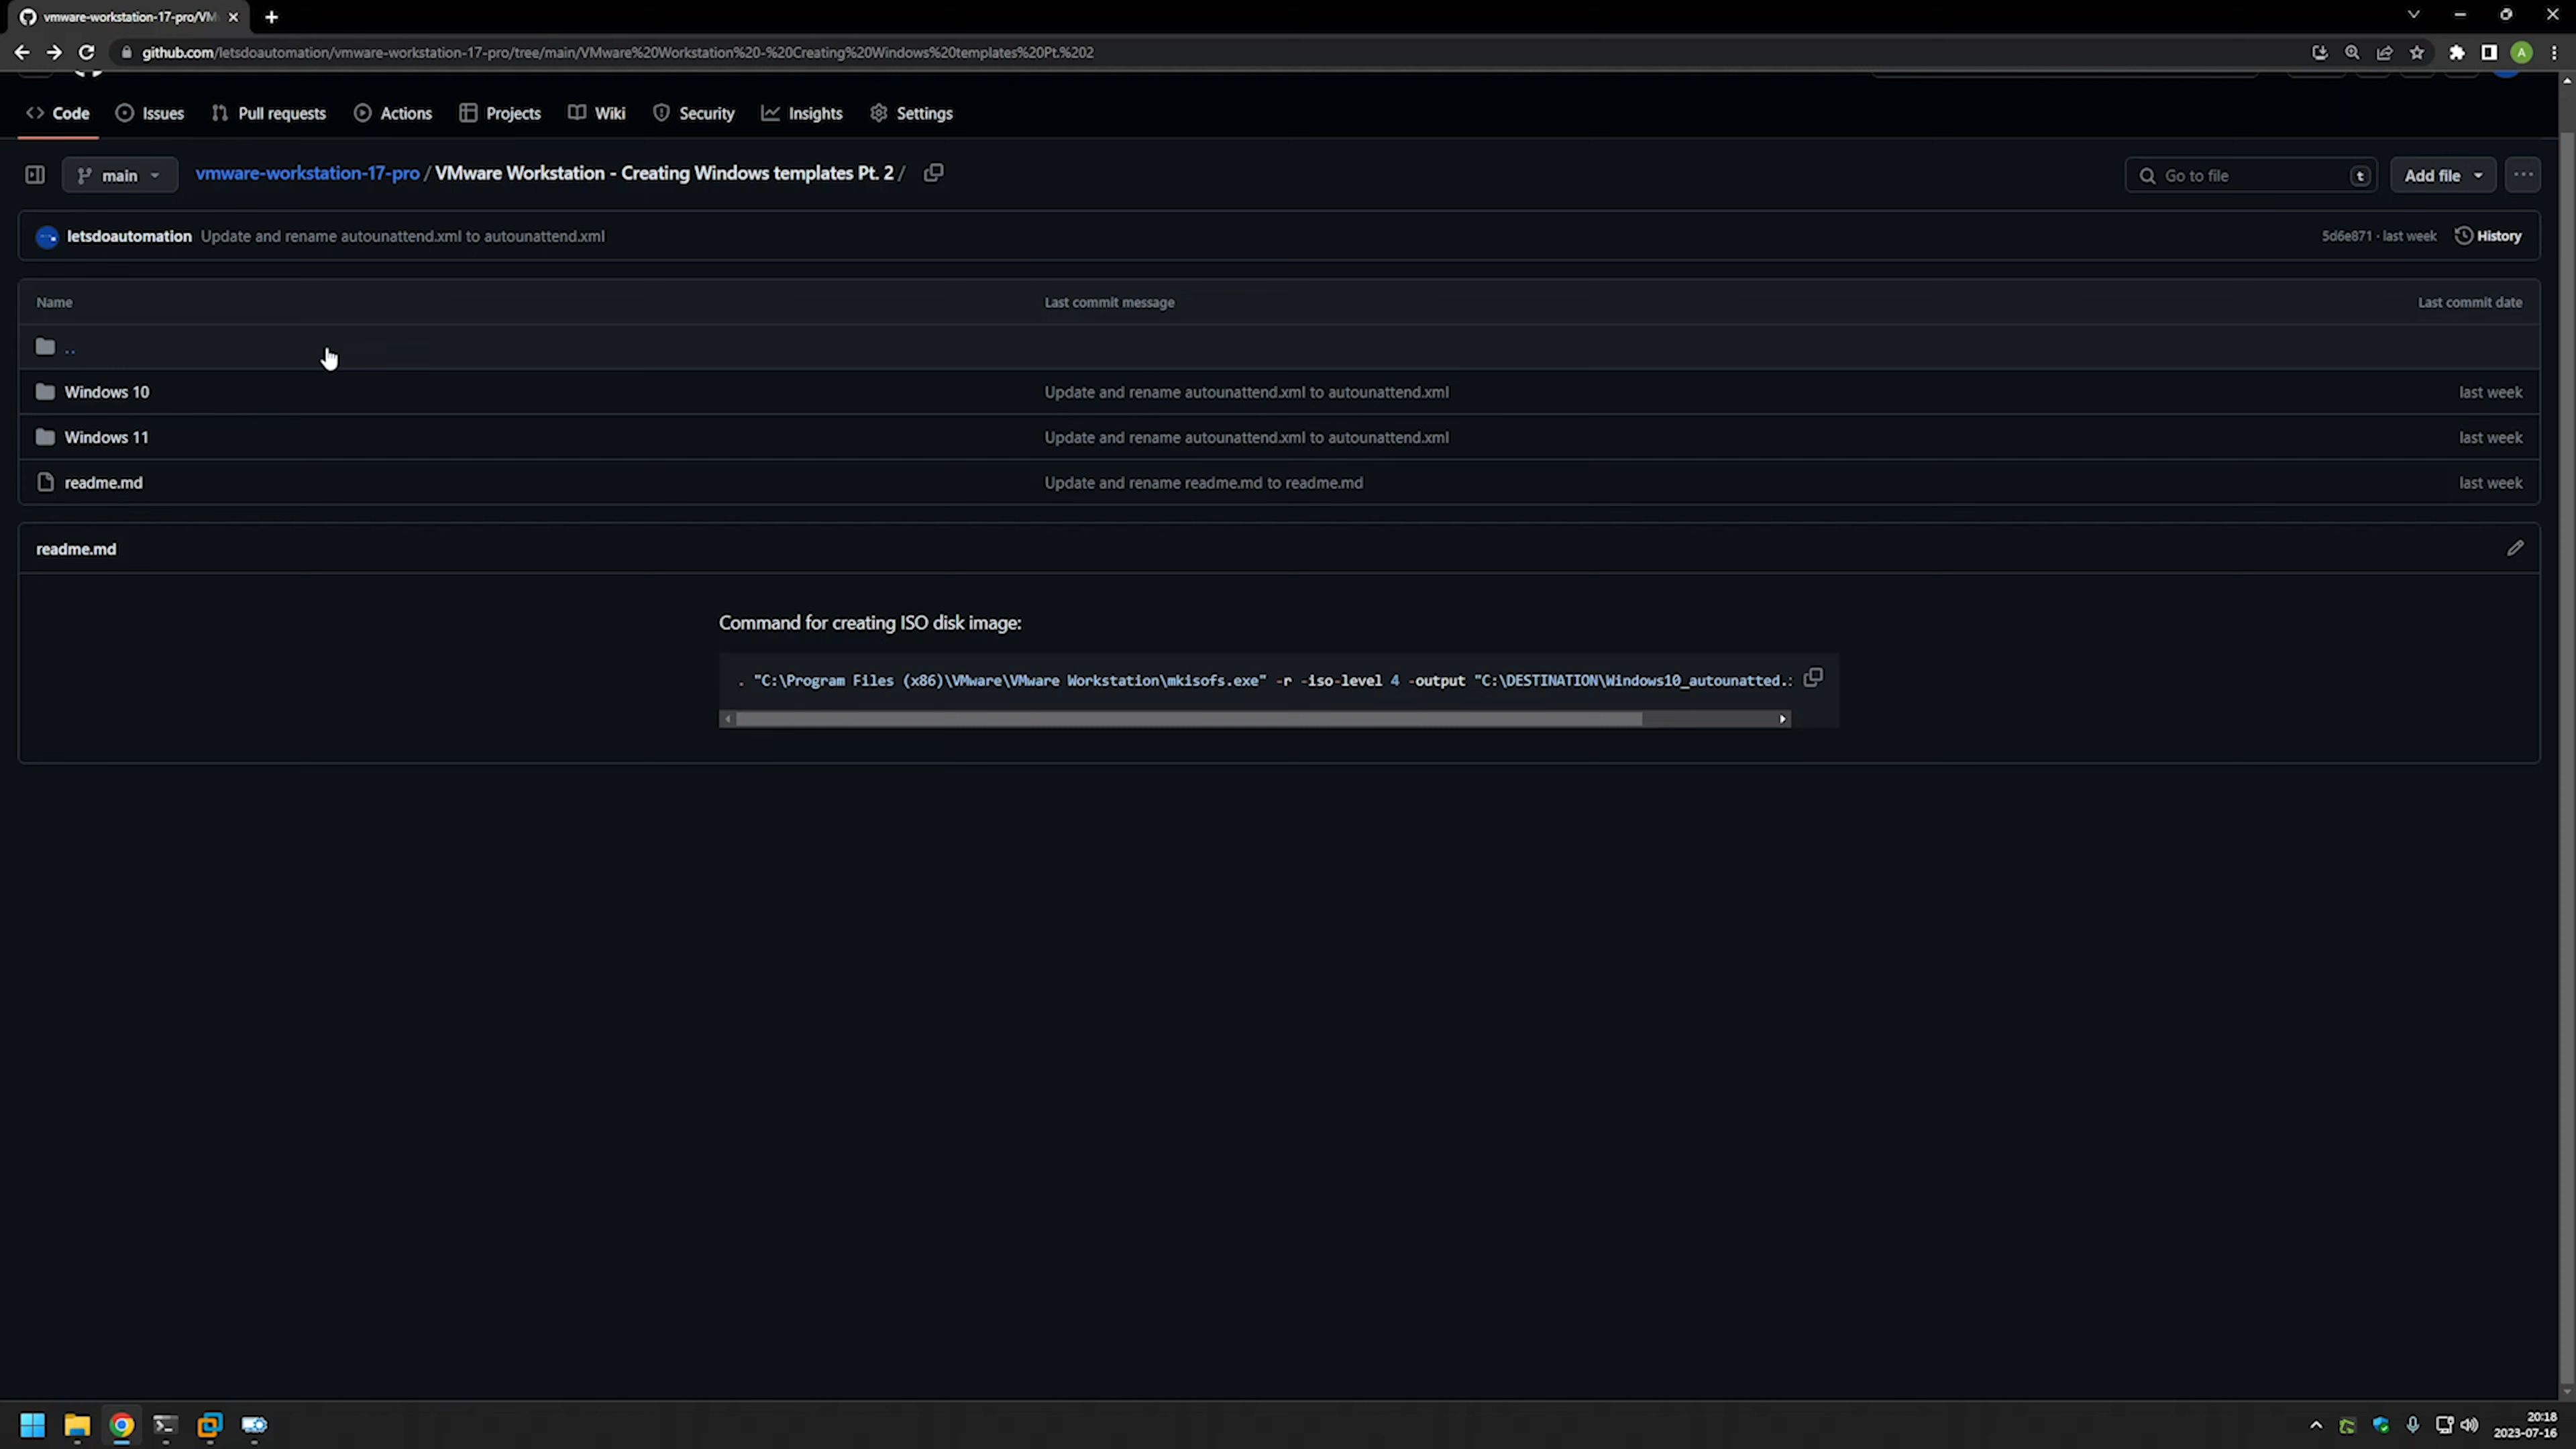 vmware-workstation-17-pro/VM
github.com/letsdoautomation/vmware-workstation-17-pro/tree/main/VMware%20Workstation%20-%20Creating%20Windows%20templates%20Pt.%202
A
Code
Issues
Pull requests
Actions
Projects
Wiki
Security
Insights
Settings
main
vmware-workstation-17-pro / VMware Workstation - Creating Windows templates Pt. 2 /
Go to file
t
Add file
letsdoautomation Update and rename autounattend.xml to autounattend.xml
5d6e871 · last week
History
Name
Last commit message
Last commit date
..
Windows 10
Update and rename autounattend.xml to autounattend.xml
last week
Windows 11
Update and rename autounattend.xml to autounattend.xml
last week
readme.md
Update and rename readme.md to readme.md
last week
readme.md
Command for creating ISO disk image:
. "C:\Program Files (x86)\VMware\VMware Workstation\mkisofs.exe" -r -iso-level 4 -output "C:\DESTINATION\Windows10_autounatted.
20:18
2023-07-16